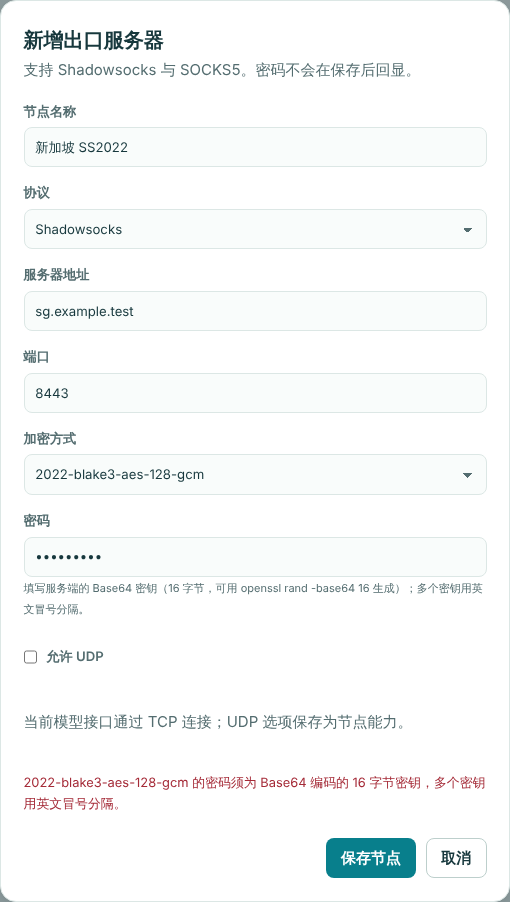 新增出口服务器
支持 Shadowsocks 与 SOCKS5。密码不会在保存后回显。
节点名称
新加坡 SS2022
协议
Shadowsocks
服务器地址
sg.example.test
端口
8443
加密方式
2022-blake3-aes-128-gcm
密码
•••••••••
填写服务端的 Base64 密钥（16 字节，可用 openssl rand -base64 16 生成）；多个密钥用英
文冒号分隔。
允许 UDP
当前模型接口通过 TCP 连接；UDP 选项保存为节点能力。
2022-blake3-aes-128-gcm 的密码须为 Base64 编码的 16 字节密钥，多个密钥
用英文冒号分隔。
保存节点 取消